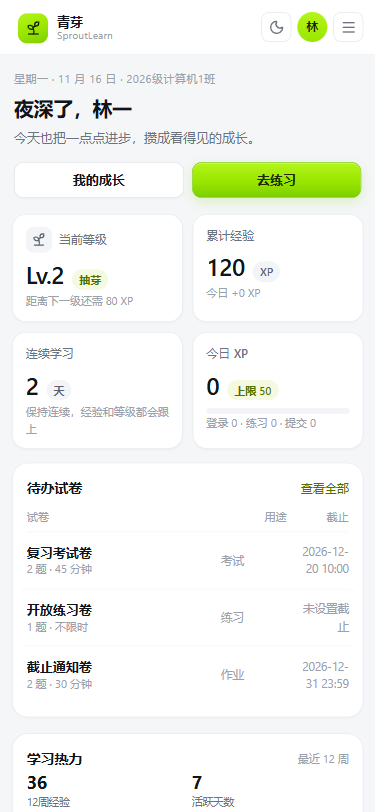 青芽
SproutLearn
林
星期一 · 11 月 16 日 · 2026级计算机1班
夜深了，林一
今天也把一点点进步，攒成看得见的成长。
我的成长
去练习
当前等级
Lv.2 抽芽
距离下一级还需 80 XP
累计经验
120 XP
今日 +0 XP
连续学习
2 天
保持连续，经验和等级都会跟
上
今日 XP
0 上限 50
登录 0 · 练习 0 · 提交 0
待办试卷 查看全部
试卷 用途 截止
复习考试卷
2 题 · 45 分钟
考试
2026-12-
20 10:00
开放练习卷
1 题 · 不限时
练习
未设置截
止
截止通知卷
2 题 · 30 分钟
作业
2026-12-
31 23:59
学习热力 最近 12 周
36
12周经验
7
活跃天数